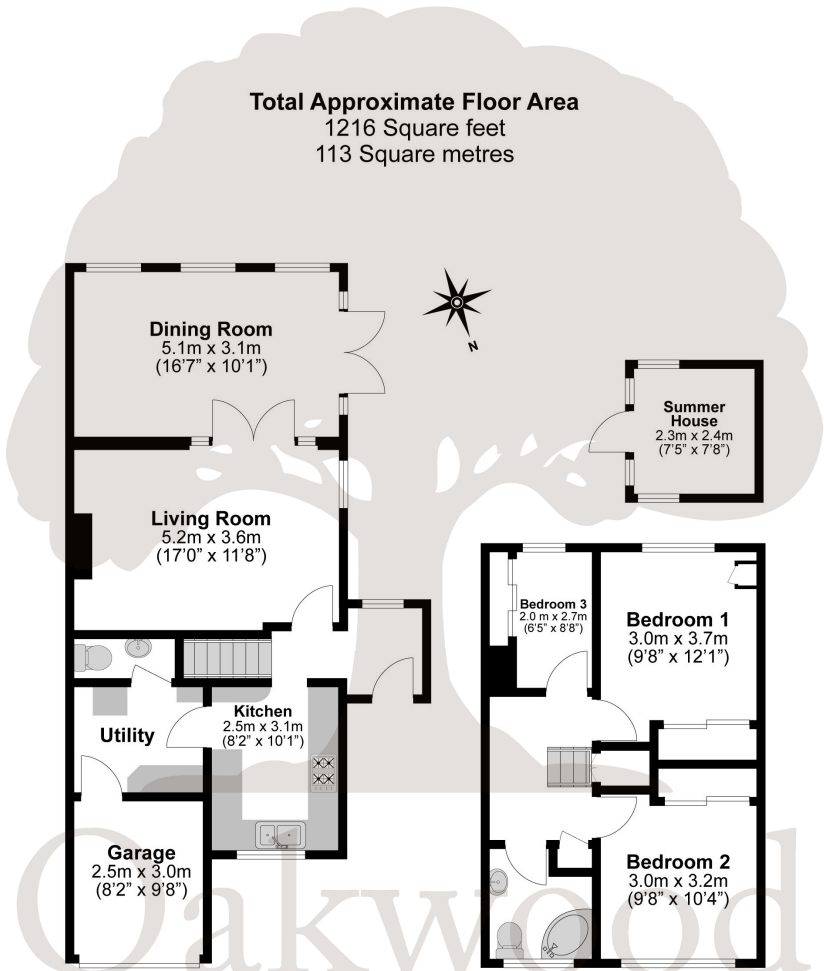 Total Approximate Floor Area
1216 Square feet
113 Square metres
Dining Room
5.1m x 3.1m
(16'7" x 10'1")
N
Summer
House
2.3m x 2.4m
(7'5" x 7'8")
Living Room
5.2m x 3.6m
(17'0" x 11'8")
Bedroom 3
2.0 m x 2.7m
(6'5" x 8'8")
Bedroom 1
3.0m x 3.7m
(9'8" x 12'1")
Kitchen
2.5m x 3.1m
(8'2" x 10'1")
Utility
Garage
2.5m x 3.0m
(8'2" x 9'8")
Bedroom 2
3.0m x 3.2m
(9'8" x 10'4")
Oakwood